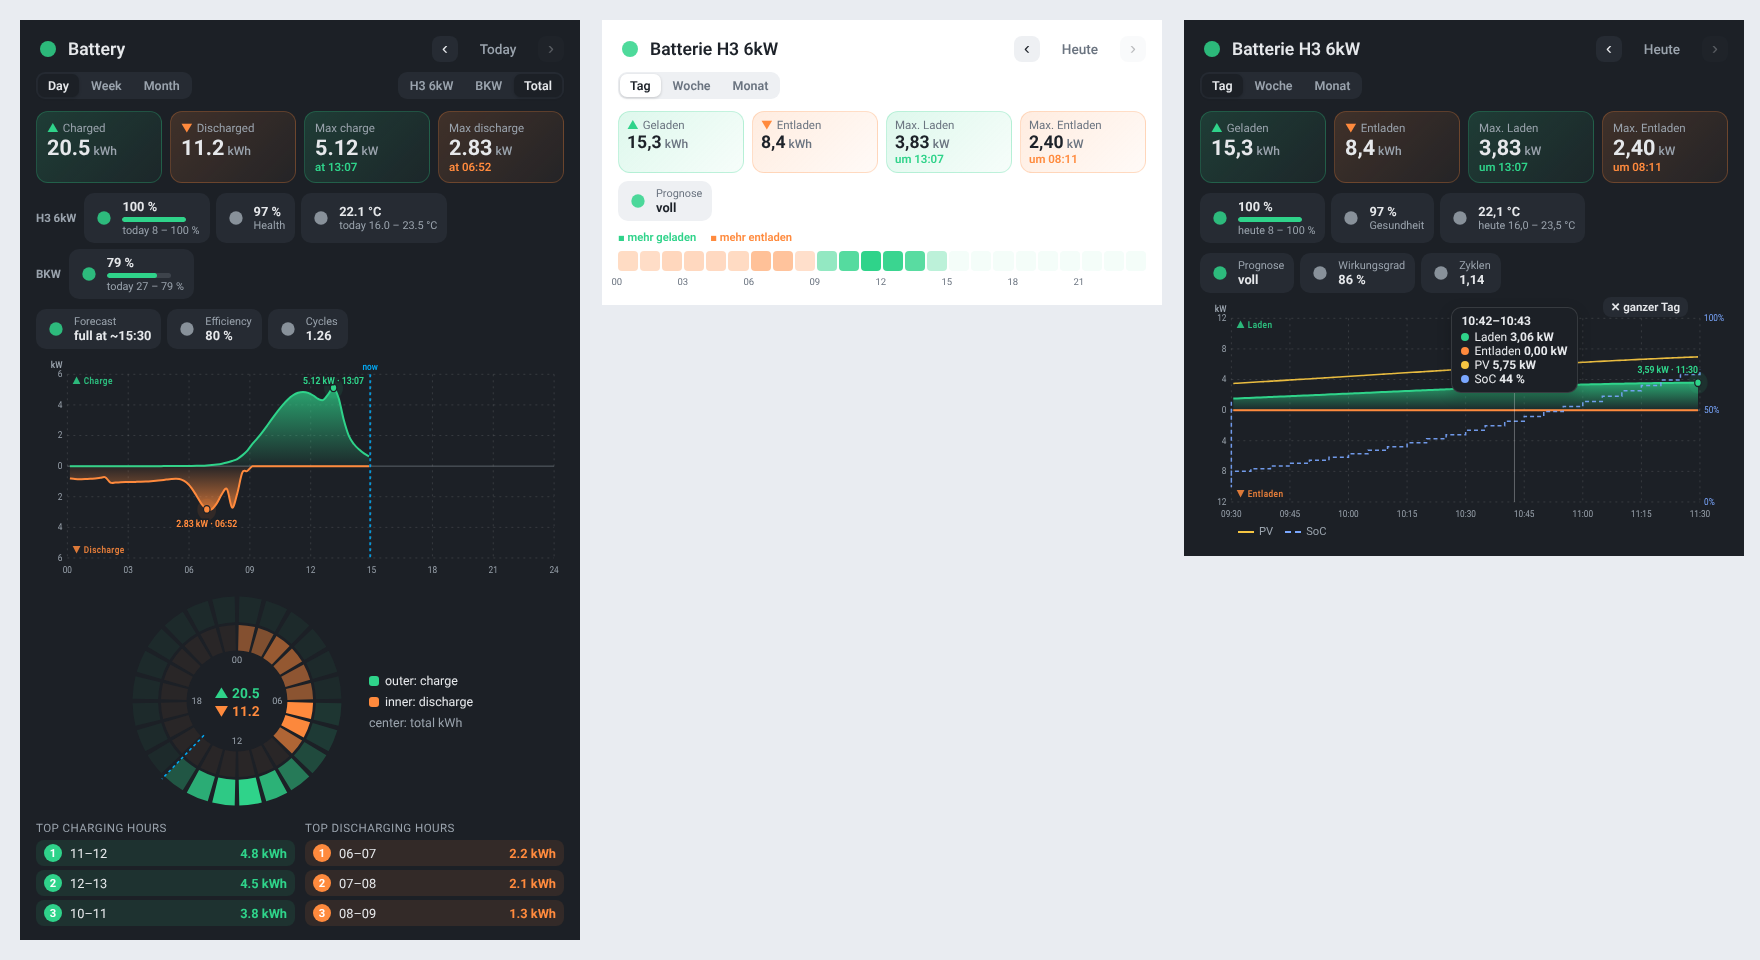 Battery
‹ Today ›
Day Week Month
H3 6kW BKW Total
▲ Charged
20.5 kWh
▼ Discharged
11.2 kWh
Max charge
5.12 kW
at 13:07
Max discharge
2.83 kW
at 06:52
H3 6kW
100 %
today 8 – 100 %
97 %
Health
22.1 °C
today 16.0 – 23.5 °C
BKW
79 %
today 27 – 79 %
Forecast
full at ~15:30
Efficiency
80 %
Cycles
1.26
kW
6
4
2
0
2
4
6
▲ Charge
5.12 kW · 13:07
now
2.83 kW · 06:52
▼ Discharge
00 03 06 09 12 15 18 21 24
00
06
12
18
▲ 20.5
▼ 11.2
outer: charge
inner: discharge
center: total kWh
TOP CHARGING HOURS
1 11–12 4.8 kWh
2 12–13 4.5 kWh
3 10–11 3.8 kWh
TOP DISCHARGING HOURS
1 06–07 2.2 kWh
2 07–08 2.1 kWh
3 08–09 1.3 kWh
Batterie H3 6kW
‹ Heute ›
Tag Woche Monat
▲ Geladen
15,3 kWh
▼ Entladen
8,4 kWh
Max. Laden
3,83 kW
um 13:07
Max. Entladen
2,40 kW
um 08:11
Prognose
voll
■ mehr geladen ■ mehr entladen
00 03 06 09 12 15 18 21
Batterie H3 6kW
‹ Heute ›
Tag Woche Monat
▲ Geladen
15,3 kWh
▼ Entladen
8,4 kWh
Max. Laden
3,83 kW
um 13:07
Max. Entladen
2,40 kW
um 08:11
100 %
heute 8 – 100 %
97 %
Gesundheit
22,1 °C
heute 16,0 – 23,5 °C
Prognose
voll
Wirkungsgrad
86 %
Zyklen
1,14
✕ ganzer Tag
kW
12
8
4
0
4
8
12
▲ Laden
10:42–10:43
Laden 3,06 kW
Entladen 0,00 kW
PV 5,75 kW
SoC 44 %
3,59 kW · 11:30
100%
50%
0%
▼ Entladen
09:30 09:45 10:00 10:15 10:30 10:45 11:00 11:15 11:30
PV SoC